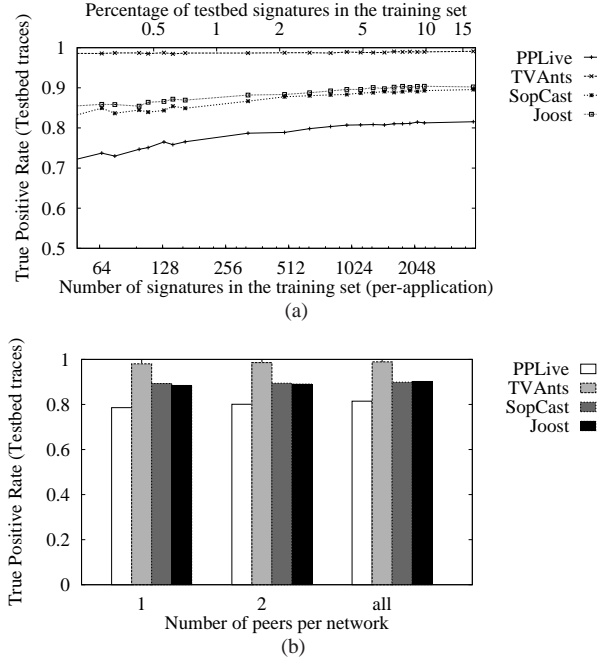 Percentage of testbed signatures in the training set
0.5 1 2 5 10 15
True Positive Rate (Testbed traces)
1
0.9
0.8
0.7
0.6
0.5
PPLive
TVAnts
SopCast
Joost
64 128 256 512 1024 2048
Number of signatures in the training set (per-application)
(a)
True Positive Rate (Testbed traces)
1
0.8
0.6
0.4
0.2
0
PPLive
TVAnts
SopCast
Joost
1 2 all
Number of peers per network
(b)